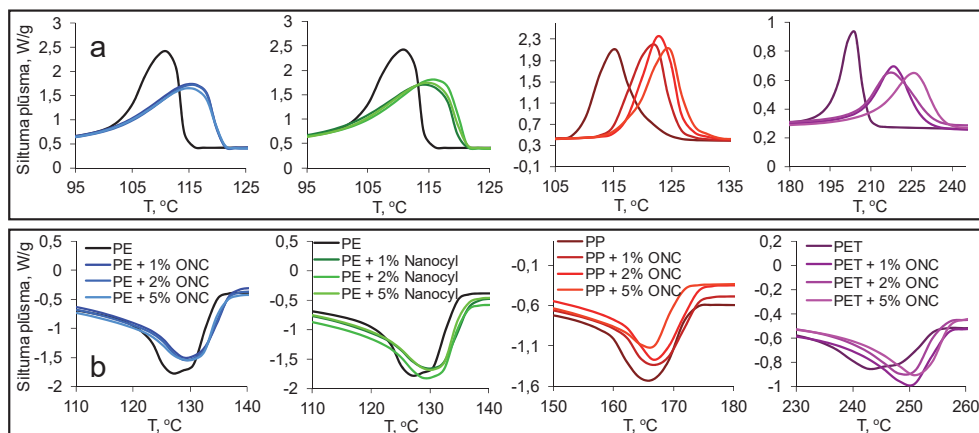 a
Siltuma plūsma, W/g
3
2,5
2
1,5
1
0,5
0
95 105 115 125
T, °C
3
2,5
2
1,5
1
0,5
0
95 105 115 125
T, °C
2,3
1,9
1,5
1,1
0,7
0,3
-0,1
105 115 125 135
T, °C
1
0,8
0,6
0,4
0,2
0
180 195 210 225 240
T, °C
b
Siltuma plūsma, W/g
0,5
0
-0,5
-1
-1,5
-2
110 120 130 140
T, °C
PE
PE + 1% ONC
PE + 2% ONC
PE + 5% ONC
0,5
0
-0,5
-1
-1,5
-2
110 120 130 140
T, °C
PE
PE + 1% Nanocyl
PE + 2% Nanocyl
PE + 5% Nanocyl
-0,1
-0,6
-1,1
-1,6
150 160 170 180
T, °C
PP
PP + 1% ONC
PP + 2% ONC
PP + 5% ONC
0,2
0
-0,2
-0,4
-0,6
-0,8
-1
230 240 250 260
T, °C
PET
PET + 1% ONC
PET + 2% ONC
PET + 5% ONC